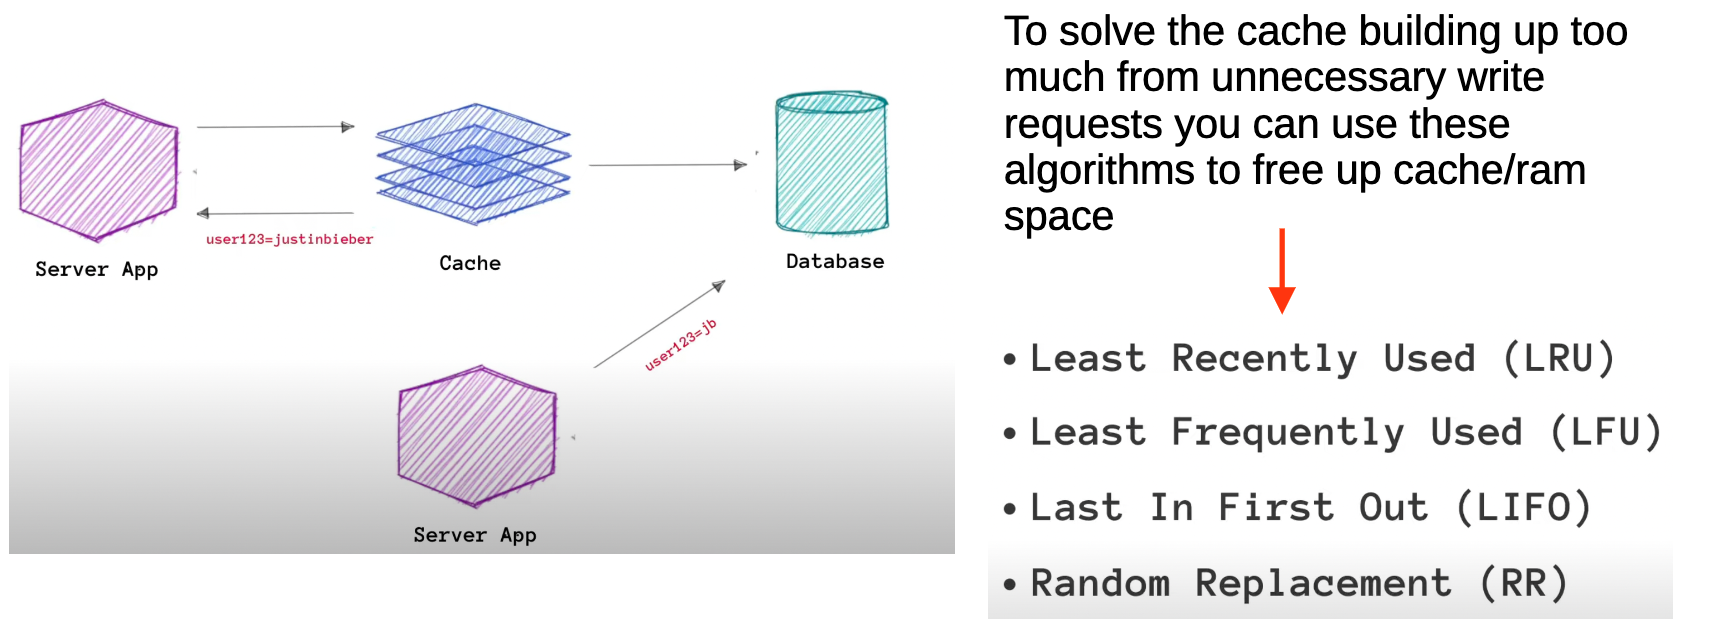 To solve the cache building up too
much from unnecessary write
requests you can use these
algorithms to free up cache/ram
space
user123=justinbieber
Server App
Cache
Database
user123=jb
Server App
• Least Recently Used (LRU)
• Least Frequently Used (LFU)
• Last In First Out (LIFO)
• Random Replacement (RR)